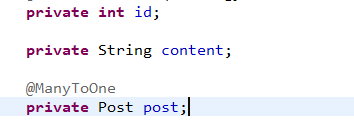 private int id;
private String content;
@ManyToOne
private Post post;